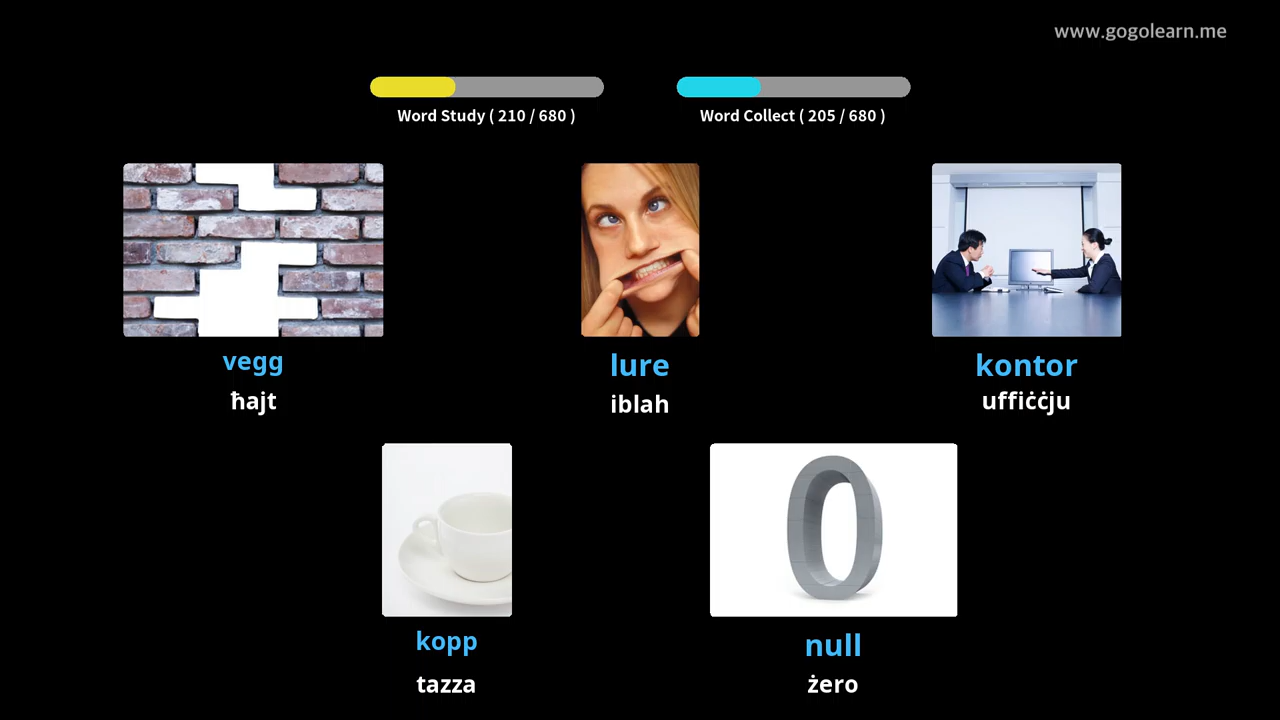 www.gogolearn.me
Word Study ( 210 / 680 )
Word Collect ( 205 / 680 )
vegg
ħajt
lure
iblah
kontor
uffiċċju
kopp
tazza
null
żero